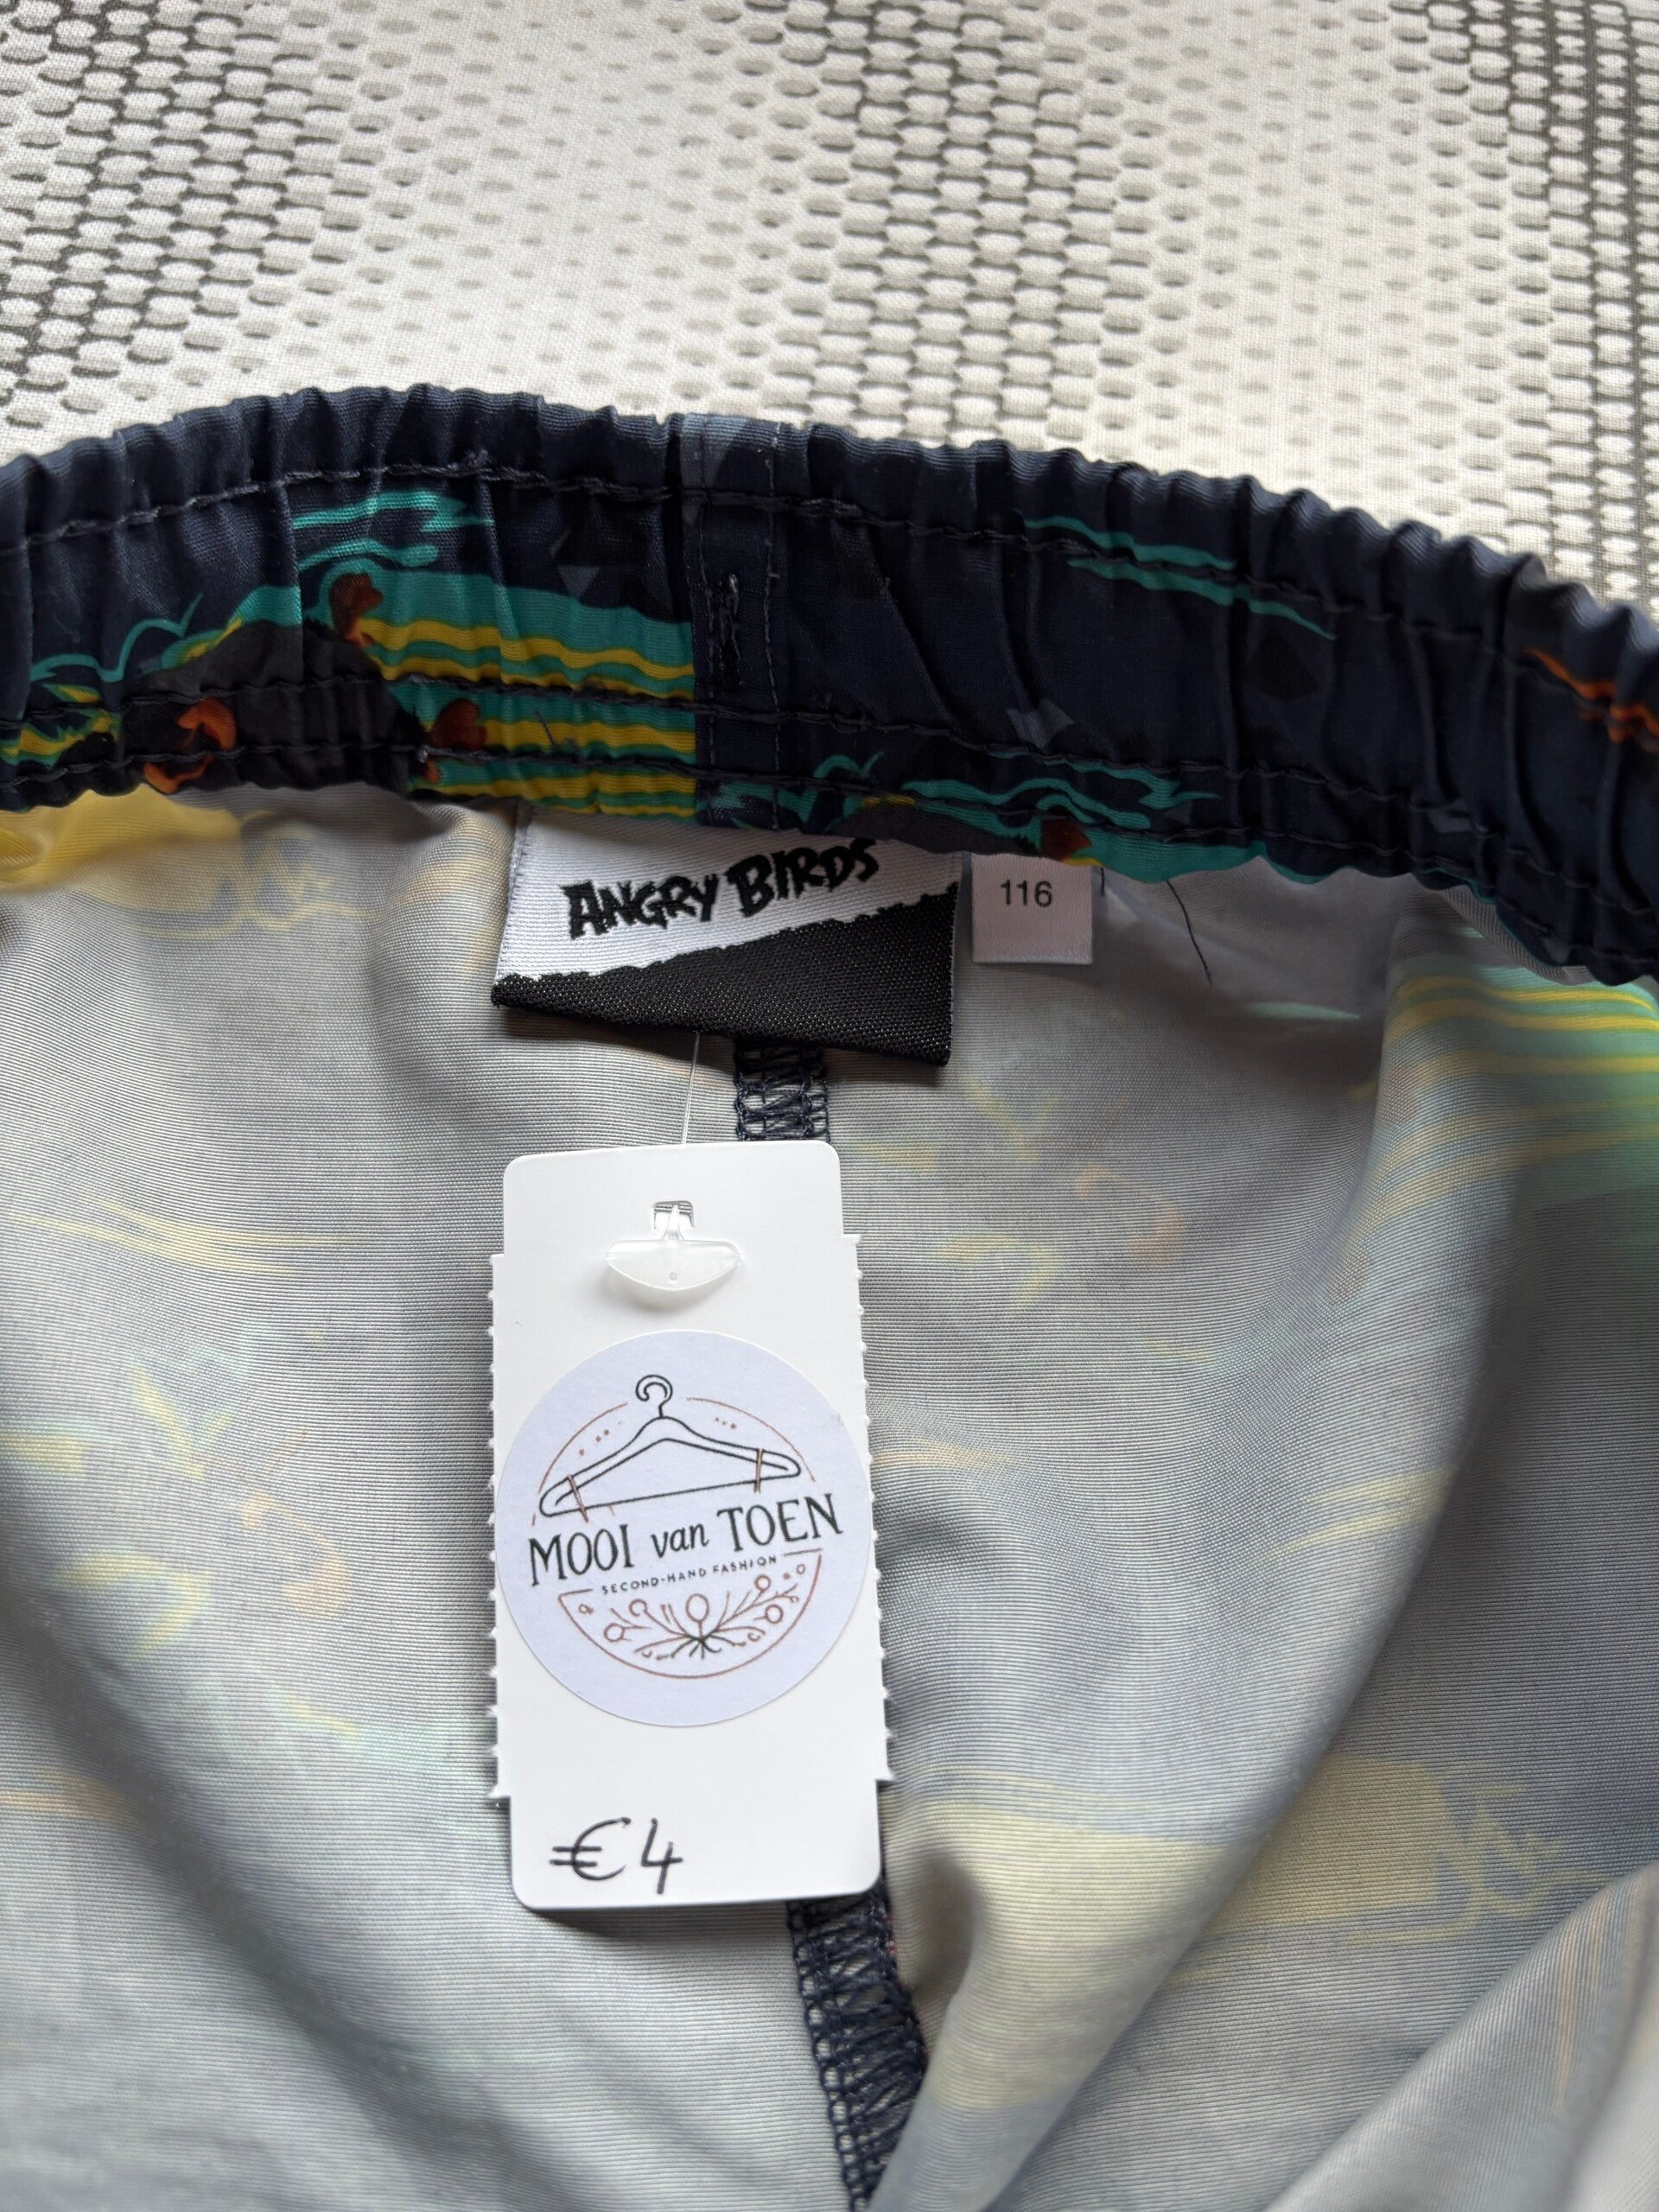 ANGRY BIRDS
116
MOOI van TOEN
SECOND-HAND FASHION
€4